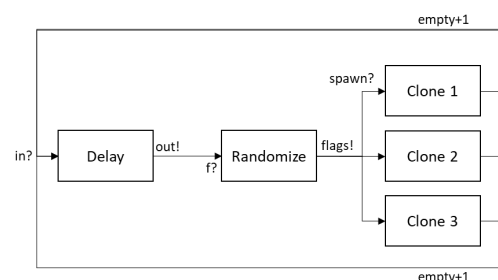 empty+1
spawn?
Clone 1
in?
Delay
out!
f?
Randomize
flags!
Clone 2
Clone 3
empty+1